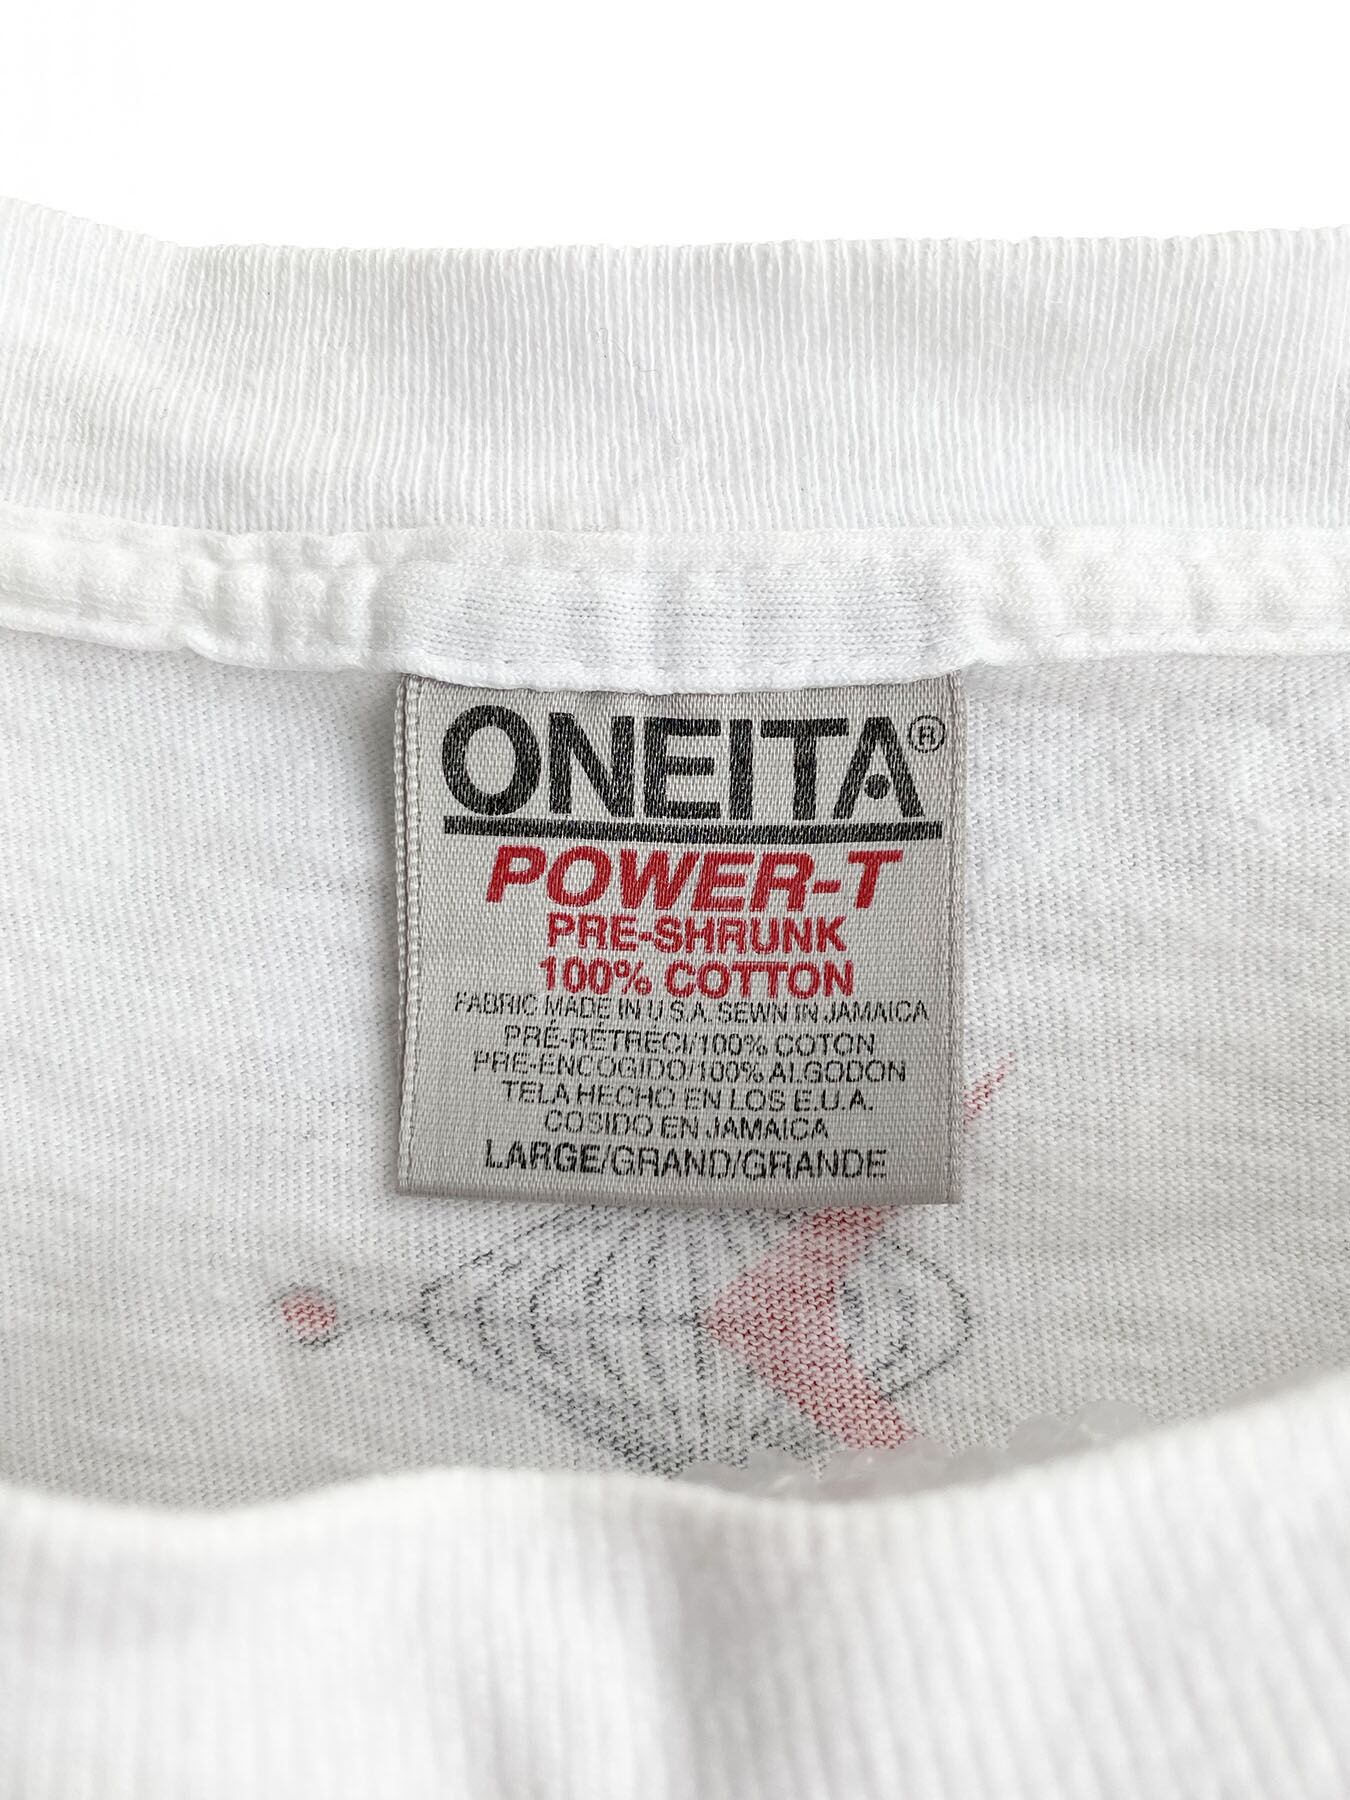 ONEITA®
POWER-T
PRE-SHRUNK
100% COTTON
FABRIC MADE IN U.S.A. SEWN IN JAMAICA
PRÉ-RÉTRECI/100% COTON
PRE-ENCOGIDO/100% ALGODON
TELA HECHO EN LOS E.U.A.
COSIDO EN JAMAICA
LARGE/GRAND/GRANDE